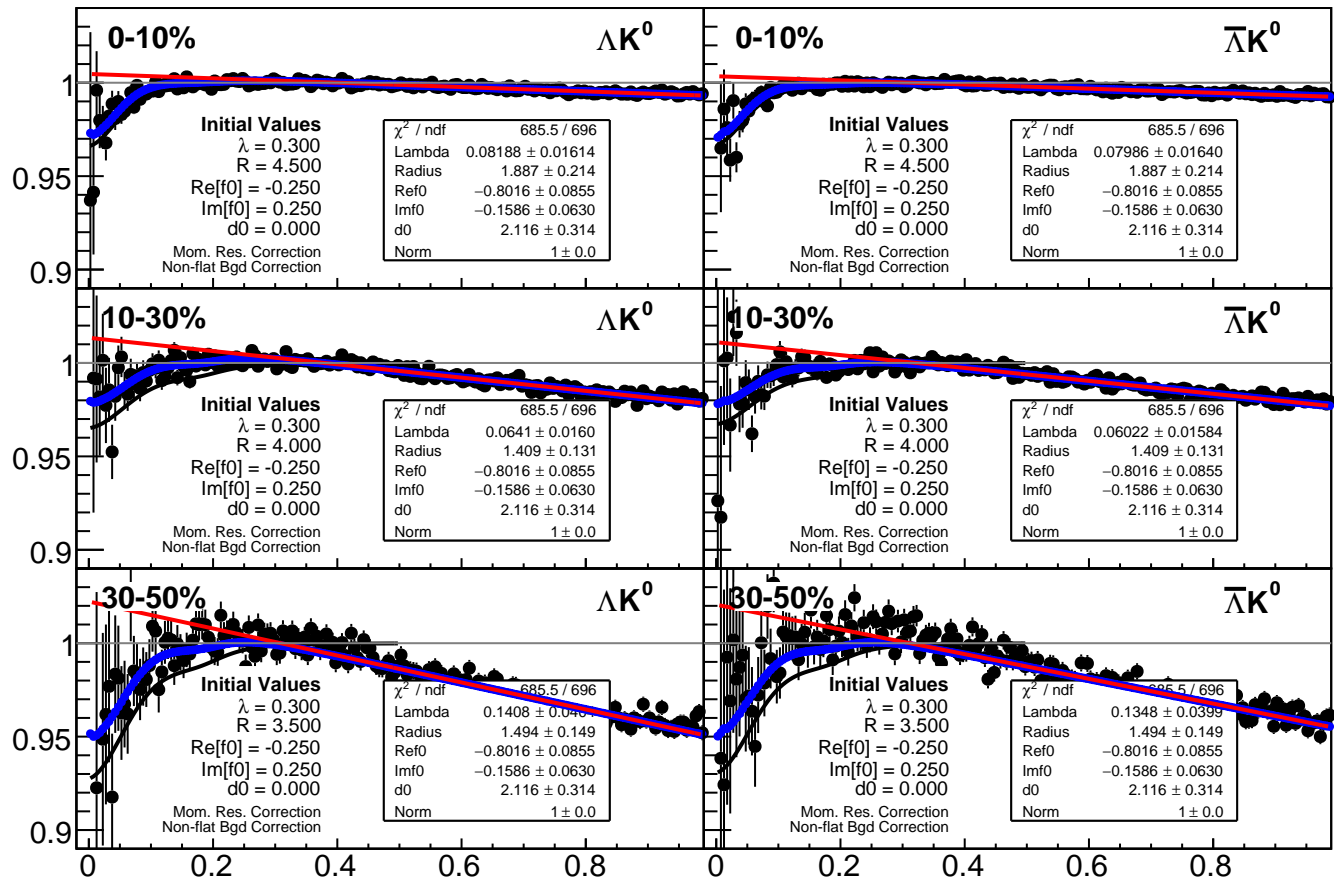 0-10%
ΛK⁰
1
0.95
0.9
Initial Values
λ = 0.300
R = 4.500
Re[f0] = -0.250
Im[f0] = 0.250
d0 = 0.000
Mom. Res. Correction
Non-flat Bgd Correction
χ² / ndf 685.5 / 696
Lambda 0.08188 ± 0.01614
Radius 1.887 ± 0.214
Ref0 −0.8016 ± 0.0855
Imf0 −0.1586 ± 0.0630
d0 2.116 ± 0.314
Norm 1 ± 0.0
0-10%
Λ̅K⁰
Initial Values
λ = 0.300
R = 4.500
Re[f0] = -0.250
Im[f0] = 0.250
d0 = 0.000
Mom. Res. Correction
Non-flat Bgd Correction
χ² / ndf 685.5 / 696
Lambda 0.07986 ± 0.01640
Radius 1.887 ± 0.214
Ref0 −0.8016 ± 0.0855
Imf0 −0.1586 ± 0.0630
d0 2.116 ± 0.314
Norm 1 ± 0.0
10-30%
ΛK⁰
1
0.95
0.9
Initial Values
λ = 0.300
R = 4.000
Re[f0] = -0.250
Im[f0] = 0.250
d0 = 0.000
Mom. Res. Correction
Non-flat Bgd Correction
χ² / ndf 685.5 / 696
Lambda 0.0641 ± 0.0160
Radius 1.409 ± 0.131
Ref0 −0.8016 ± 0.0855
Imf0 −0.1586 ± 0.0630
d0 2.116 ± 0.314
Norm 1 ± 0.0
10-30%
Λ̅K⁰
Initial Values
λ = 0.300
R = 4.000
Re[f0] = -0.250
Im[f0] = 0.250
d0 = 0.000
Mom. Res. Correction
Non-flat Bgd Correction
χ² / ndf 685.5 / 696
Lambda 0.06022 ± 0.01584
Radius 1.409 ± 0.131
Ref0 −0.8016 ± 0.0855
Imf0 −0.1586 ± 0.0630
d0 2.116 ± 0.314
Norm 1 ± 0.0
30-50%
ΛK⁰
1
0.95
0.9
Initial Values
λ = 0.300
R = 3.500
Re[f0] = -0.250
Im[f0] = 0.250
d0 = 0.000
Mom. Res. Correction
Non-flat Bgd Correction
χ² / ndf 685.5 / 696
Lambda 0.1408 ±
Radius 1.494 ± 0.149
Ref0 −0.8016 ± 0.0855
Imf0 −0.1586 ± 0.0630
d0 2.116 ± 0.314
Norm 1 ± 0.0
30-50%
Λ̅K⁰
Initial Values
λ = 0.300
R = 3.500
Re[f0] = -0.250
Im[f0] = 0.250
d0 = 0.000
Mom. Res. Correction
Non-flat Bgd Correction
χ² / ndf 685.5 / 696
Lambda 0.1348 ± 0.0399
Radius 1.494 ± 0.149
Ref0 −0.8016 ± 0.0855
Imf0 −0.1586 ± 0.0630
d0 2.116 ± 0.314
Norm 1 ± 0.0
0 0.2 0.4 0.6 0.8 0 0.2 0.4 0.6 0.8